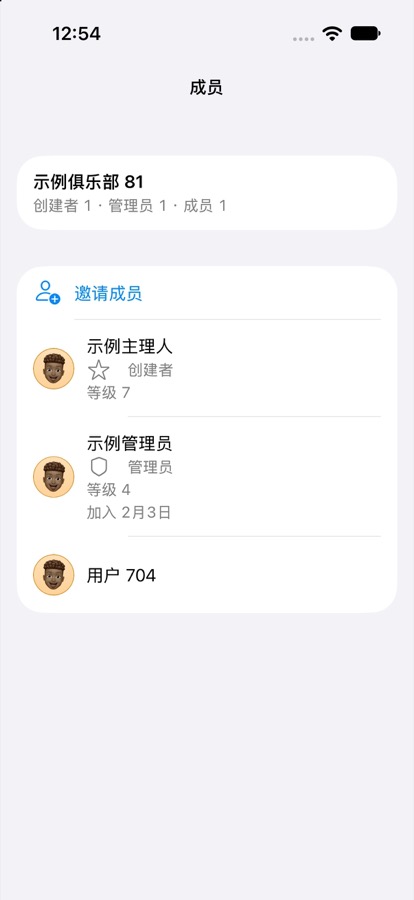 12:54
成员
示例俱乐部 81
创建者 1 · 管理员 1 · 成员 1
邀请成员
示例主理人
创建者
等级 7
示例管理员
管理员
等级 4
加入 2月3日
用户 704